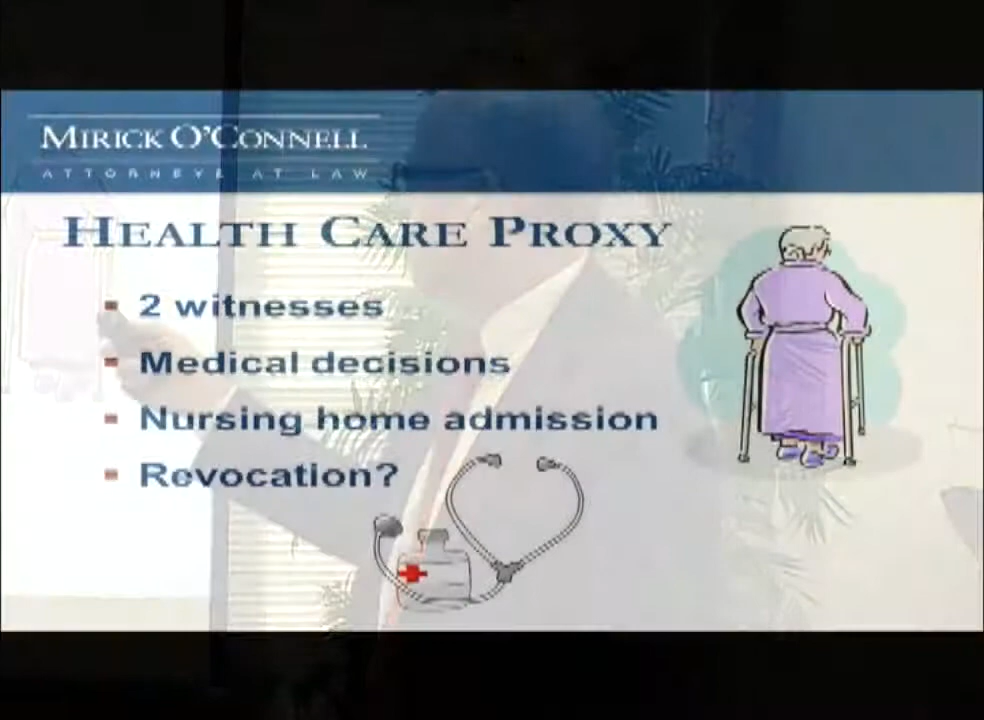 MIRICK O'CONNELL
ATTORNEYS AT LAW
HEALTH CARE PROXY
2 witnesses
Medical decisions
Nursing home admission
Revocation?